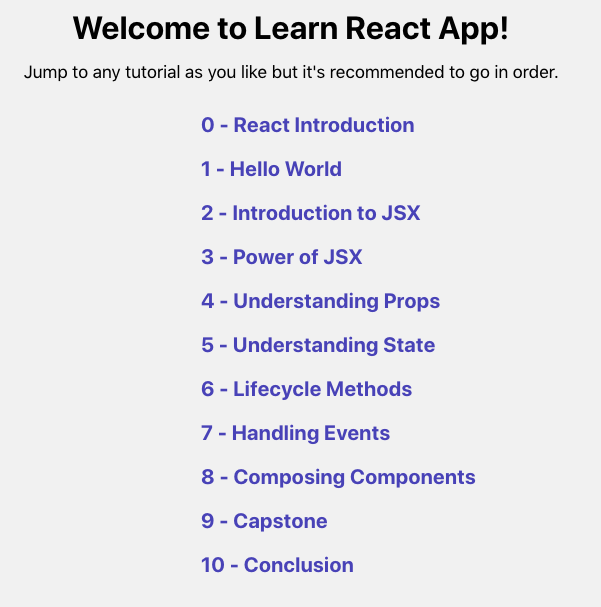 Welcome to Learn React App!
Jump to any tutorial as you like but it's recommended to go in order.
0 - React Introduction
1 - Hello World
2 - Introduction to JSX
3 - Power of JSX
4 - Understanding Props
5 - Understanding State
6 - Lifecycle Methods
7 - Handling Events
8 - Composing Components
9 - Capstone
10 - Conclusion